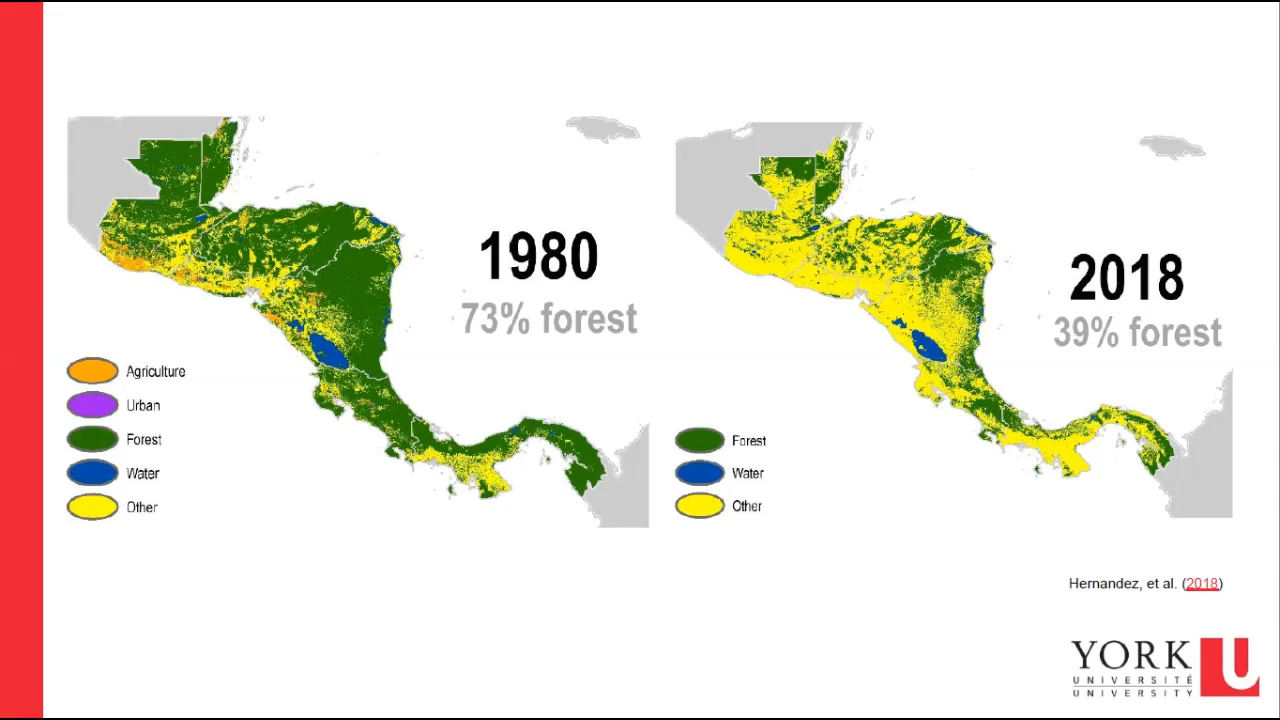 1980
73% forest
Agriculture
Urban
Forest
Water
Other
2018
39% forest
Forest
Water
Other
Hernandez, et al. (2018)
YORK U
UNIVERSITÉ
UNIVERSITY